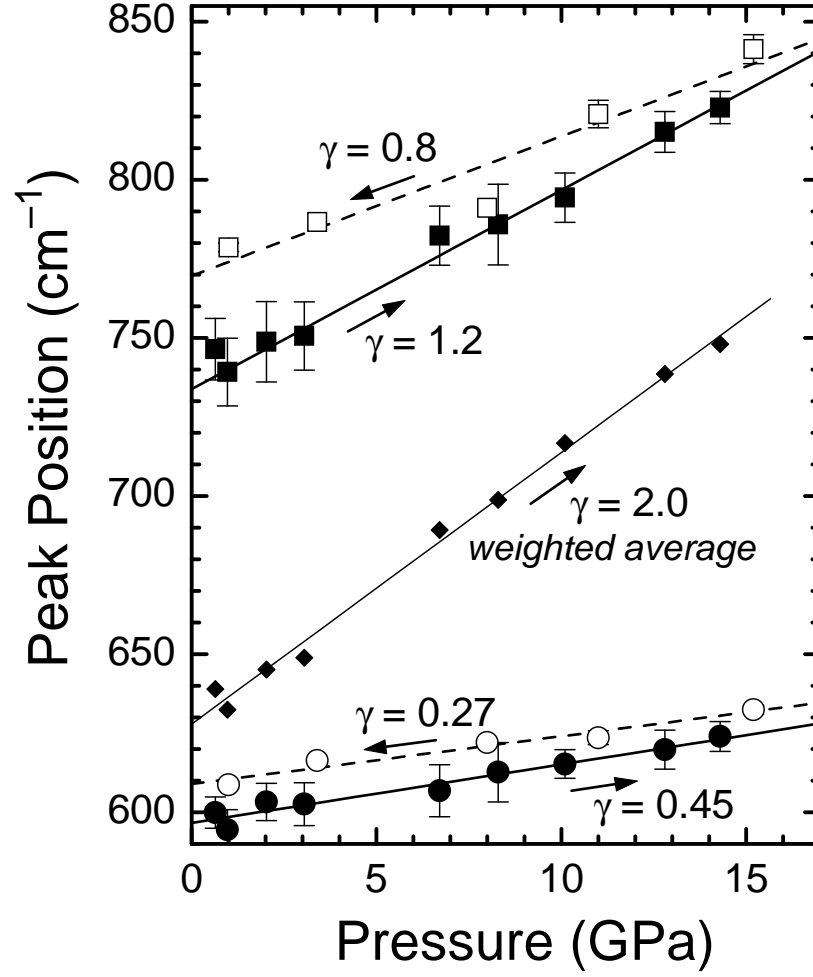 850
800
750
700
650
600
Peak Position (cm⁻¹)
γ = 0.8
γ = 1.2
γ = 2.0
weighted average
γ = 0.27
γ = 0.45
0
5
10
15
Pressure (GPa)